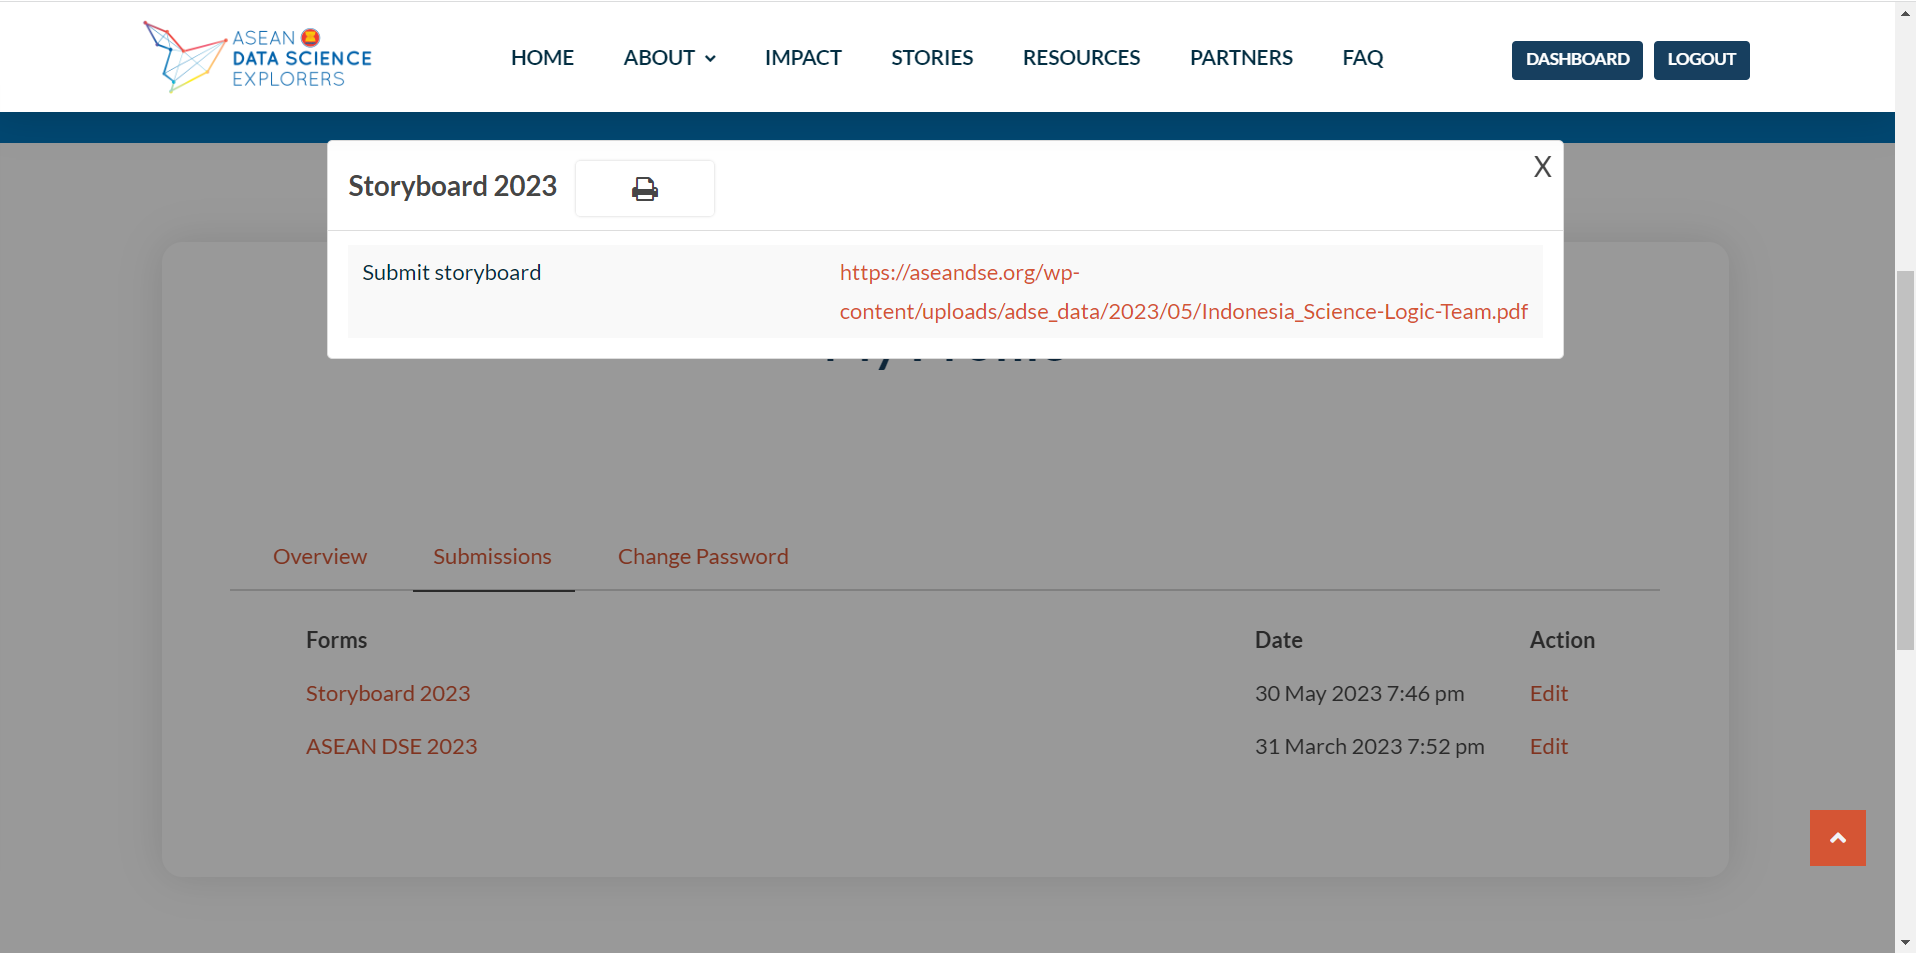 ASEAN
DATA SCIENCE
EXPLORERS
HOME ABOUT IMPACT STORIES RESOURCES PARTNERS FAQ DASHBOARD LOGOUT
Storyboard 2023 X
Submit storyboard https://aseandse.org/wp-
content/uploads/adse_data/2023/05/Indonesia_Science-Logic-Team.pdf
Overview Submissions Change Password
Forms Date Action
Storyboard 2023 30 May 2023 7:46 pm Edit
ASEAN DSE 2023 31 March 2023 7:52 pm Edit